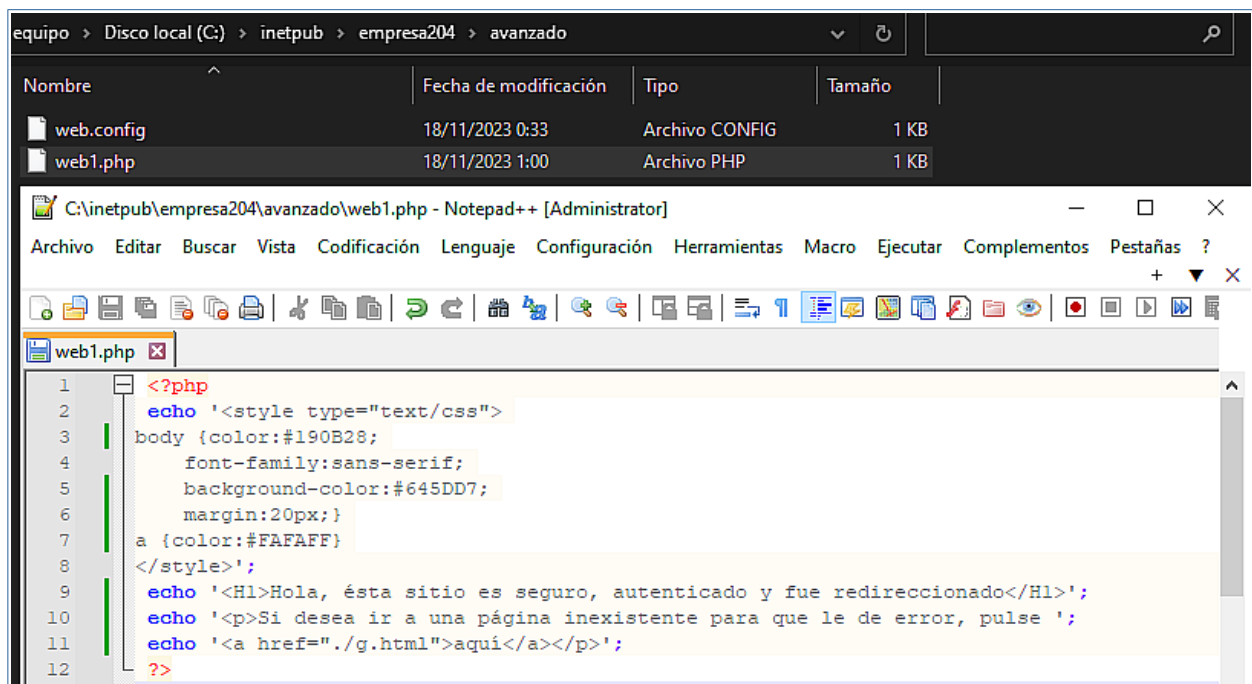 equipo > Disco local (C:) > inetpub > empresa204 > avanzado
Nombre Fecha de modificación Tipo Tamaño
web.config 18/11/2023 0:33 Archivo CONFIG 1 KB
web1.php 18/11/2023 1:00 Archivo PHP 1 KB
C:\inetpub\empresa204\avanzado\web1.php - Notepad++ [Administrator]
Archivo Editar Buscar Vista Codificación Lenguaje Configuración Herramientas Macro Ejecutar Complementos Pestañas ?
web1.php
1 <?php
2 echo '<style type="text/css">
3 body {color:#190B28;
4 font-family:sans-serif;
5 background-color:#645DD7;
6 margin:20px;}
7 a {color:#FAFAFF}
8 </style>';
9 echo '<H1>Hola, ésta sitio es seguro, autenticado y fue redireccionado</H1>';
10 echo '<p>Si desea ir a una página inexistente para que le de error, pulse ';
11 echo '<a href="./g.html">aquí</a></p>';
12 ?>